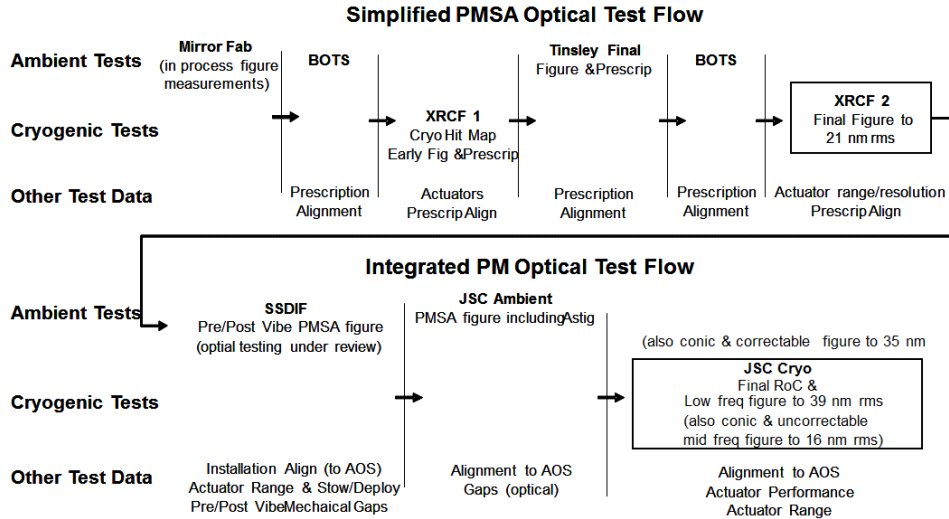 Simplified PMSA Optical Test Flow
Ambient Tests
Mirror Fab
(in process figure
measurements)
BOTS
Tinsley Final
Figure & Prescrip
BOTS
Cryogenic Tests
XRCF 1
Cryo Hit Map
Early Fig & Prescrip
XRCF 2
Final Figure to
21 nm rms
Other Test Data
Prescription
Alignment
Actuators
Prescrip Align
Prescription
Alignment
Prescription
Alignment
Actuator range/resolution
Prescrip Align
Integrated PM Optical Test Flow
Ambient Tests
SSDIF
Pre/Post Vibe PMSA figure
(optial testing under review)
JSC Ambient
PMSA figure including Astig
(also conic & correctable figure to 35 nm
Cryogenic Tests
JSC Cryo
Final RoC &
Low freq figure to 39 nm rms
(also conic & uncorrectable
mid freq figure to 16 nm rms)
Other Test Data
Installation Align (to AOS)
Actuator Range & Stow/Deploy
Pre/Post Vibe Mechaical Gaps
Alignment to AOS
Gaps (optical)
Alignment to AOS
Actuator Performance
Actuator Range